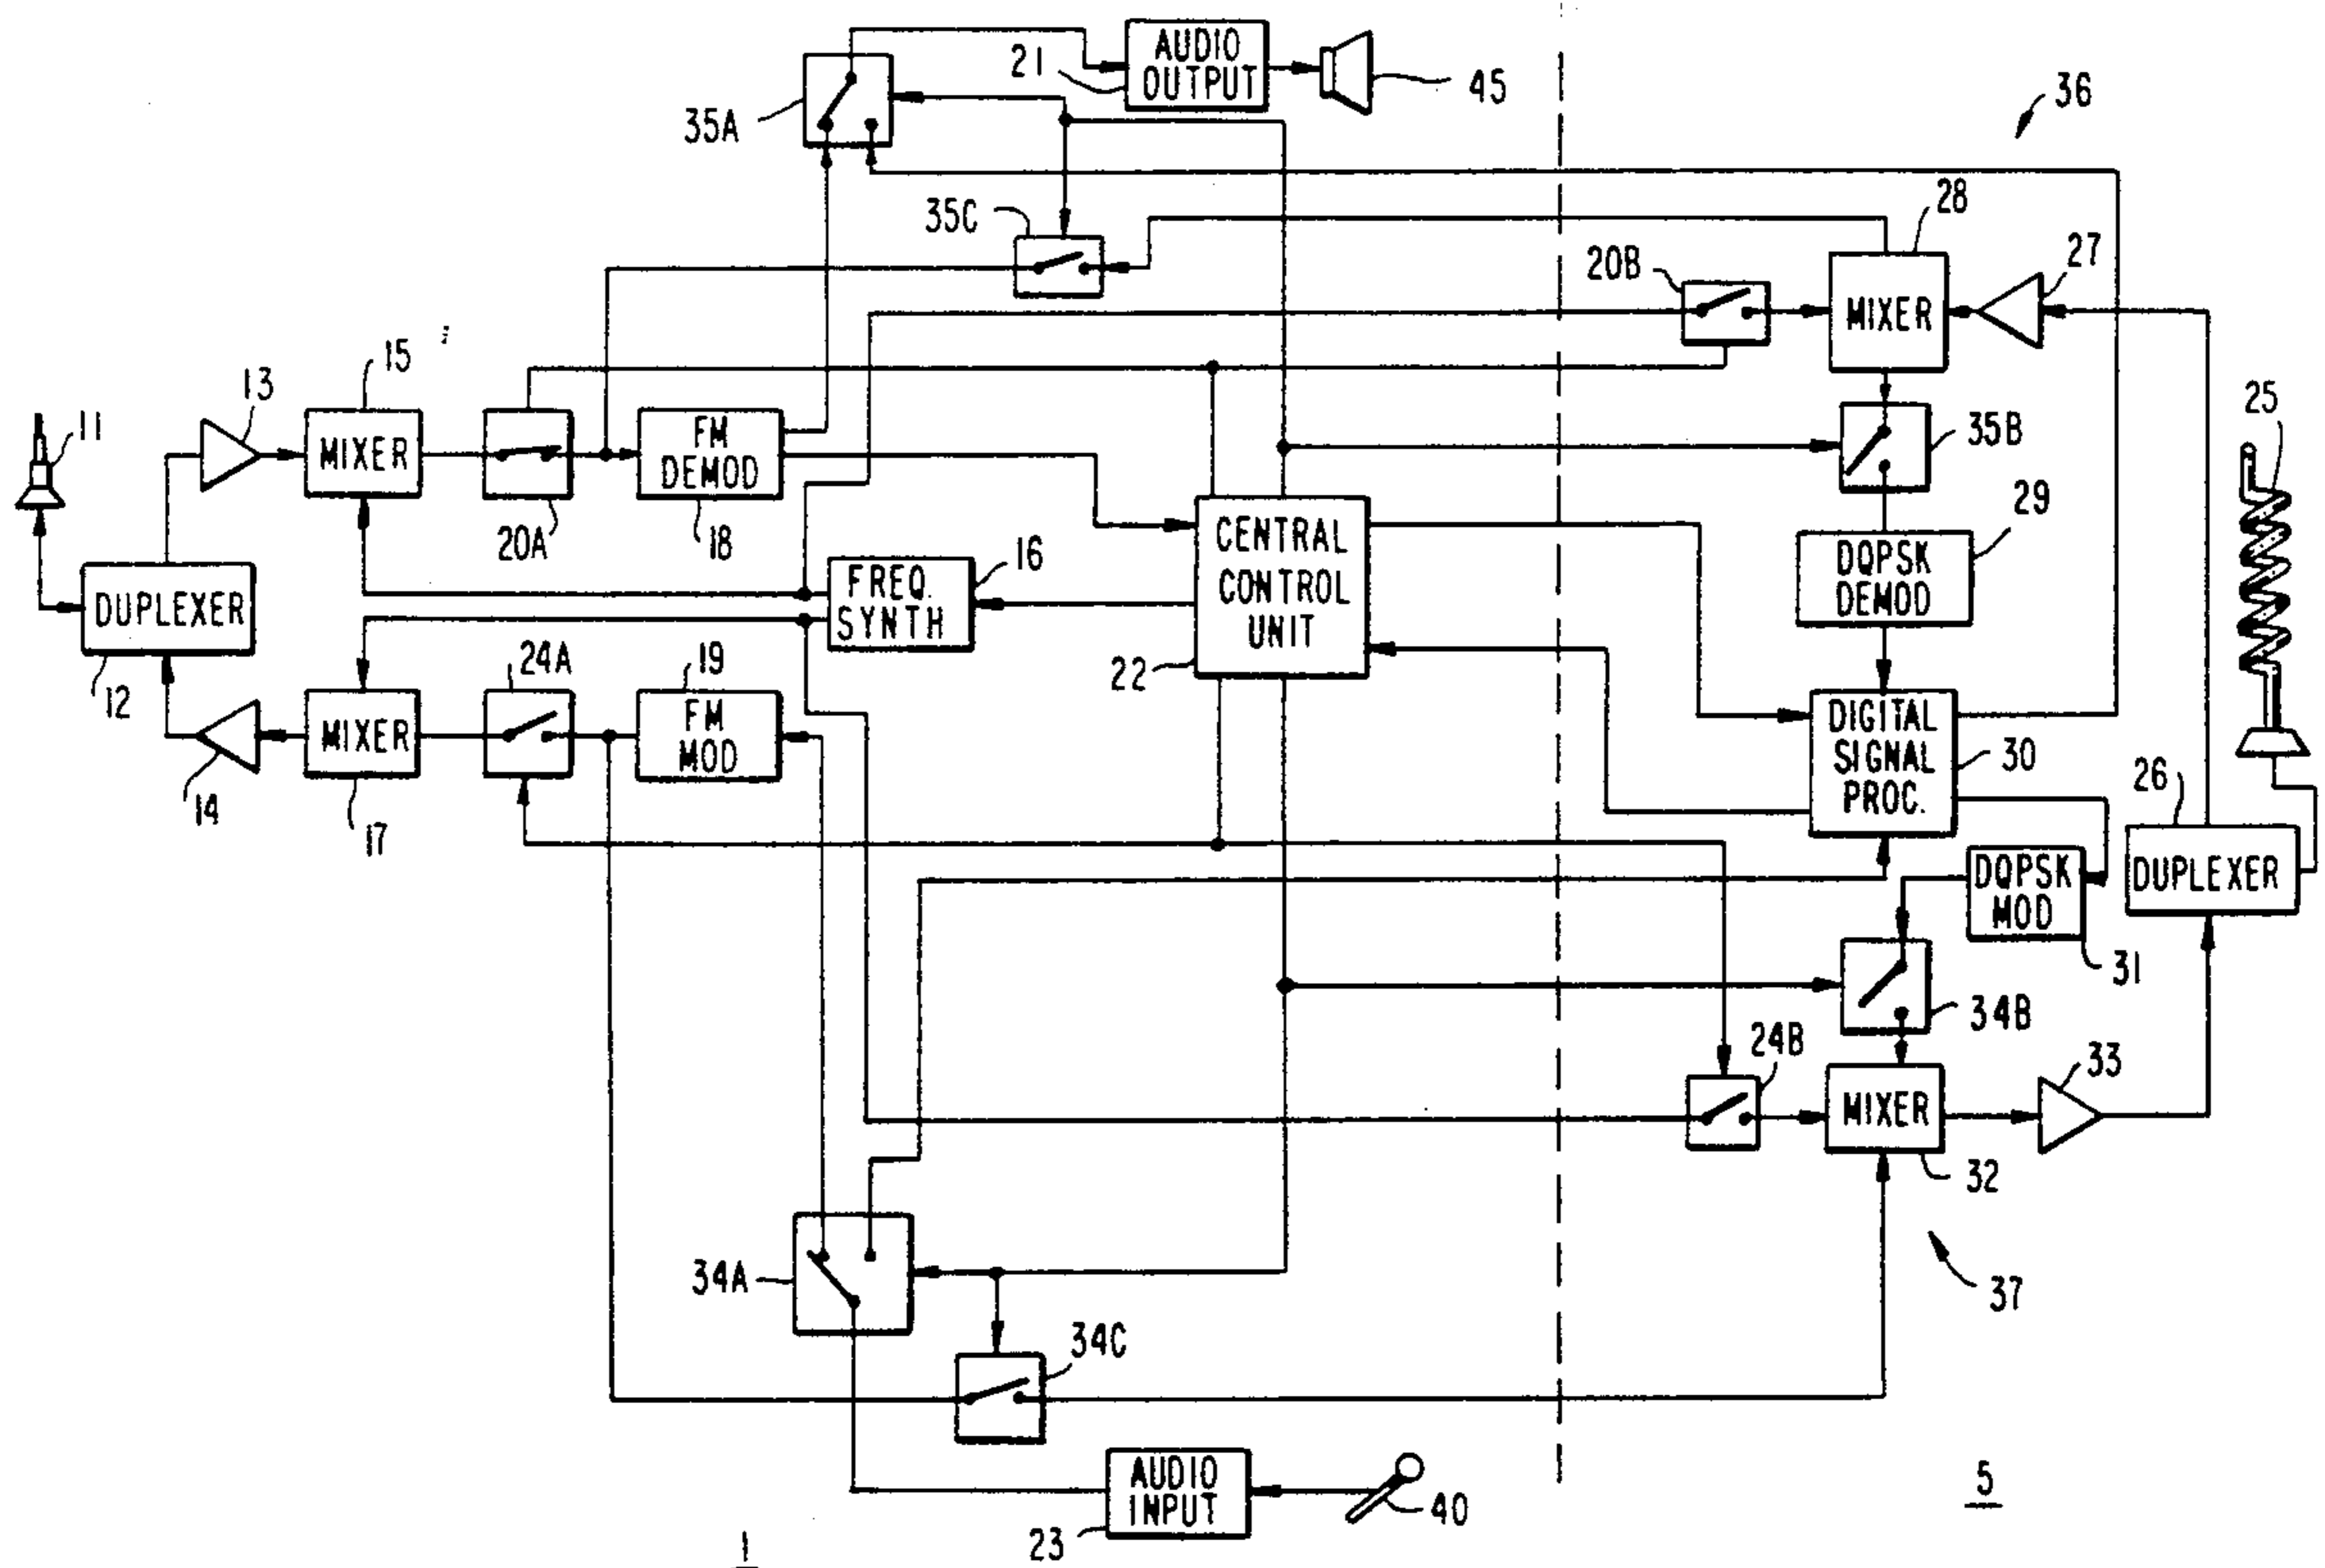 AUDIO
OUTPUT
21
45
36
35A
35C
28
27
20B
MIXER
15
13
11
MIXER
FM
DEMOD
35B
25
20A
18
29
CENTRAL
CONTROL
UNIT
DQPSK
DEMOD
16
FREQ.
SYNTH
DUPLEXER
12
24A
19
22
MIXER
FM
MOD
DIGITAL
SIGNAL
PROC.
30
14
17
26
DUPLEXER
DQPSK
MOD
31
34B
24B
MIXER
33
32
34A
37
34C
AUDIO
INPUT
23
40
5
1